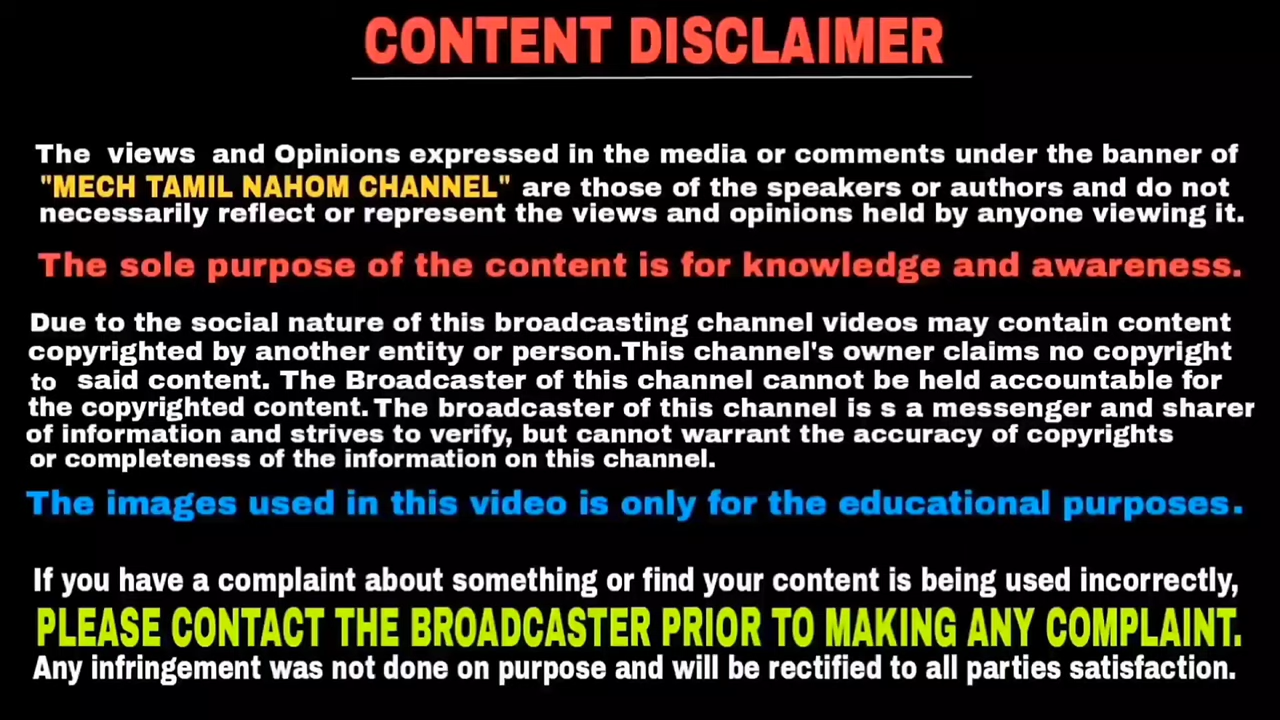 CONTENT DISCLAIMER
The views and Opinions expressed in the media or comments under the banner of
"MECH TAMIL NAHOM CHANNEL" are those of the speakers or authors and do not
necessarily reflect or represent the views and opinions held by anyone viewing it.
The sole purpose of the content is for knowledge and awareness.
Due to the social nature of this broadcasting channel videos may contain content
copyrighted by another entity or person.This channel's owner claims no copyright
to said content. The Broadcaster of this channel cannot be held accountable for
the copyrighted content. The broadcaster of this channel is s a messenger and sharer
of information and strives to verify, but cannot warrant the accuracy of copyrights
or completeness of the information on this channel.
The images used in this video is only for the educational purposes.
If you have a complaint about something or find your content is being used incorrectly,
PLEASE CONTACT THE BROADCASTER PRIOR TO MAKING ANY COMPLAINT.
Any infringement was not done on purpose and will be rectified to all parties satisfaction.